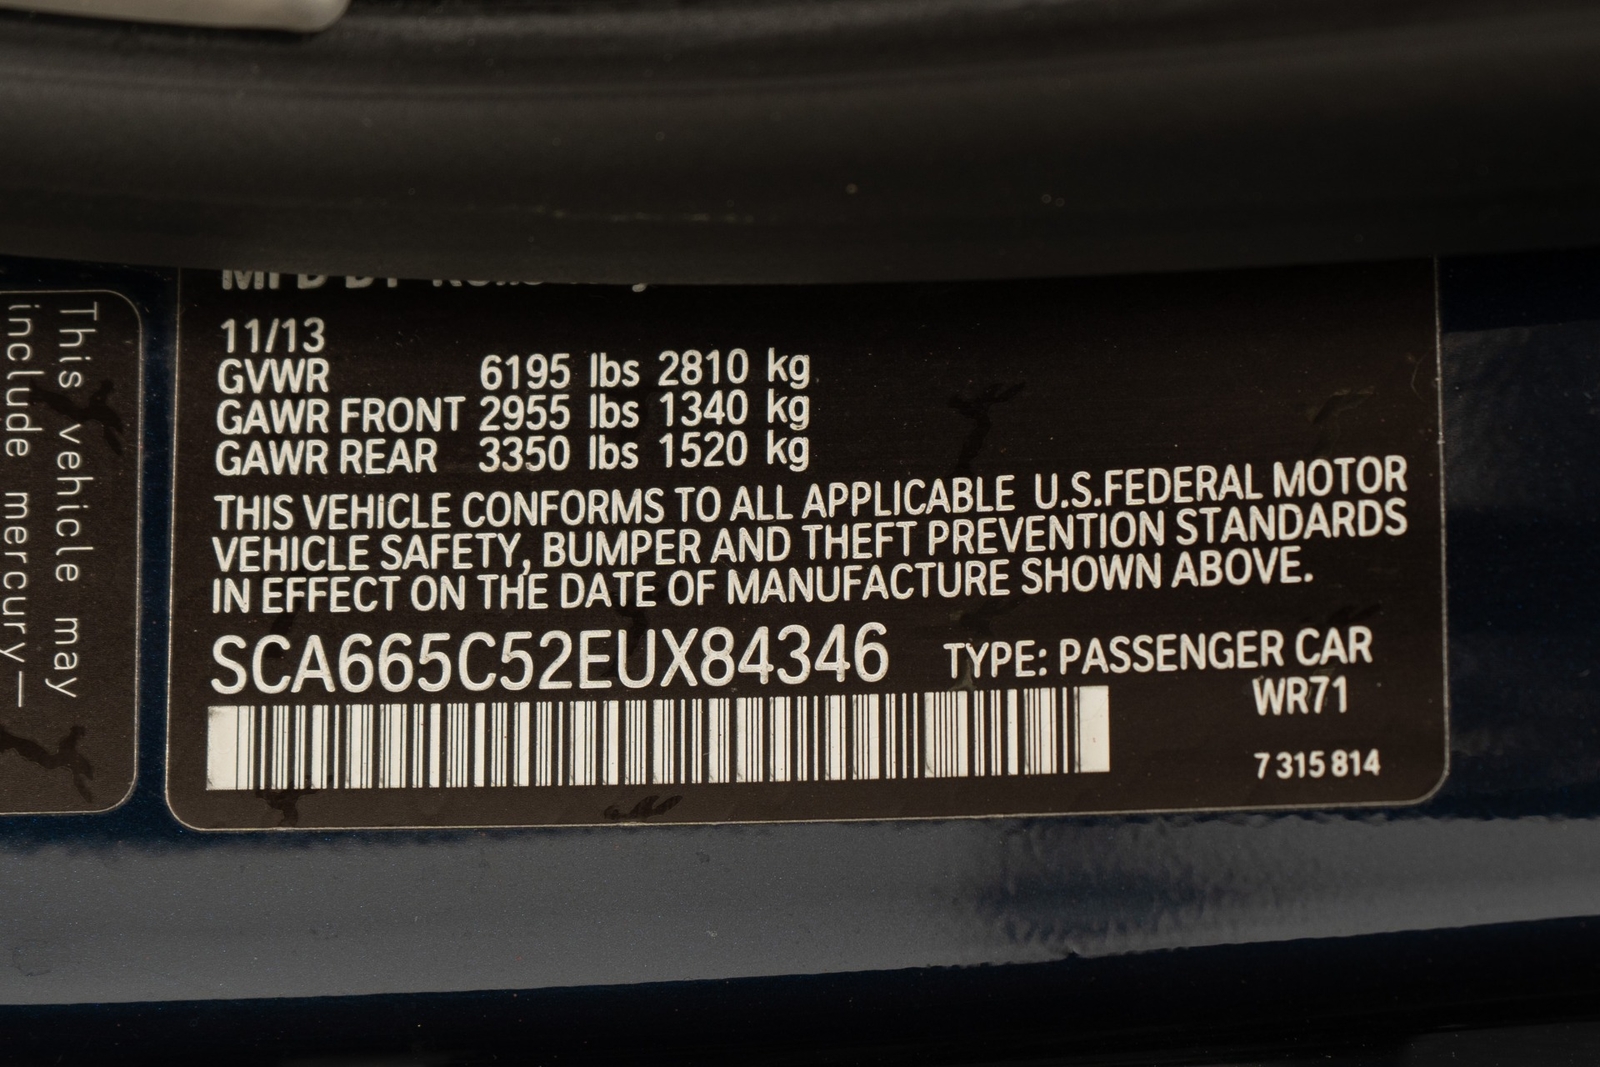 MFD BY
11/13
GVWR 6195 lbs 2810 kg
GAWR FRONT 2955 lbs 1340 kg
GAWR REAR 3350 lbs 1520 kg
THIS VEHICLE CONFORMS TO ALL APPLICABLE U.S.FEDERAL MOTOR
VEHICLE SAFETY, BUMPER AND THEFT PREVENTION STANDARDS
IN EFFECT ON THE DATE OF MANUFACTURE SHOWN ABOVE.
SCA665C52EUX84346 TYPE: PASSENGER CAR
WR71
7 315 814
This vehicle may
include mercury—